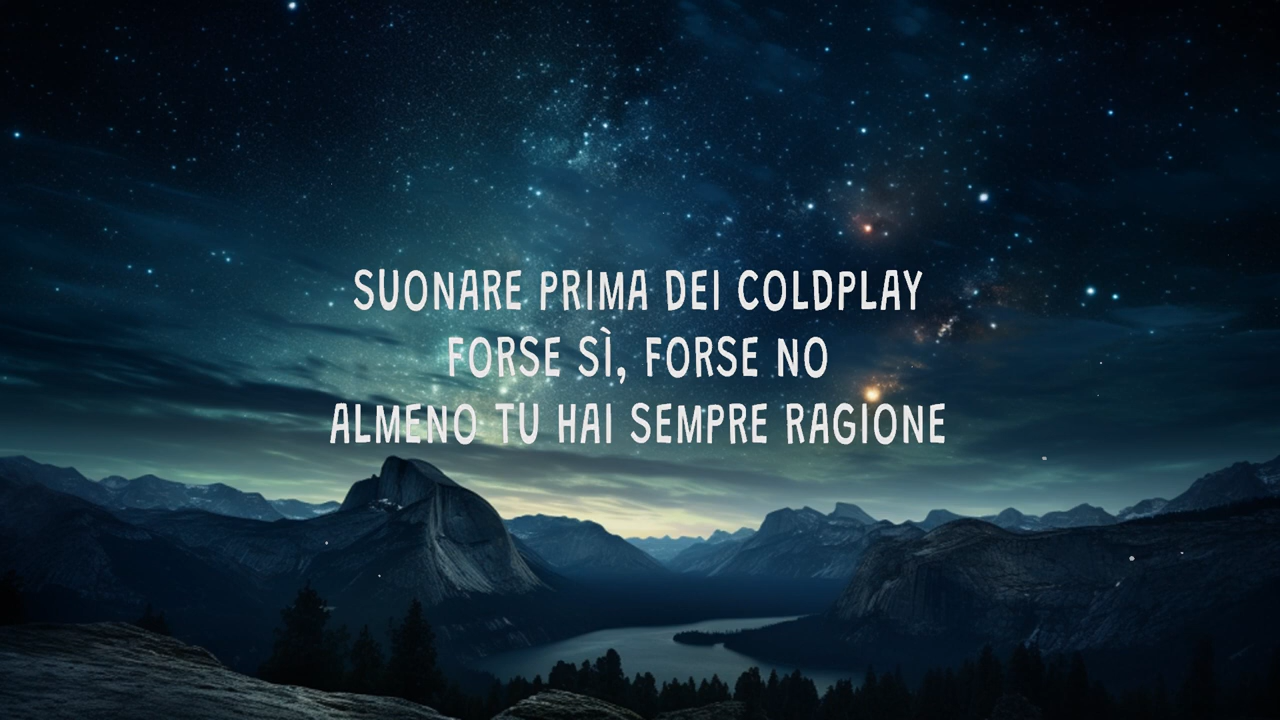 SUONARE PRIMA DEI COLDPLAY
FORSE SÌ, FORSE NO
ALMENO TU HAI SEMPRE RAGIONE